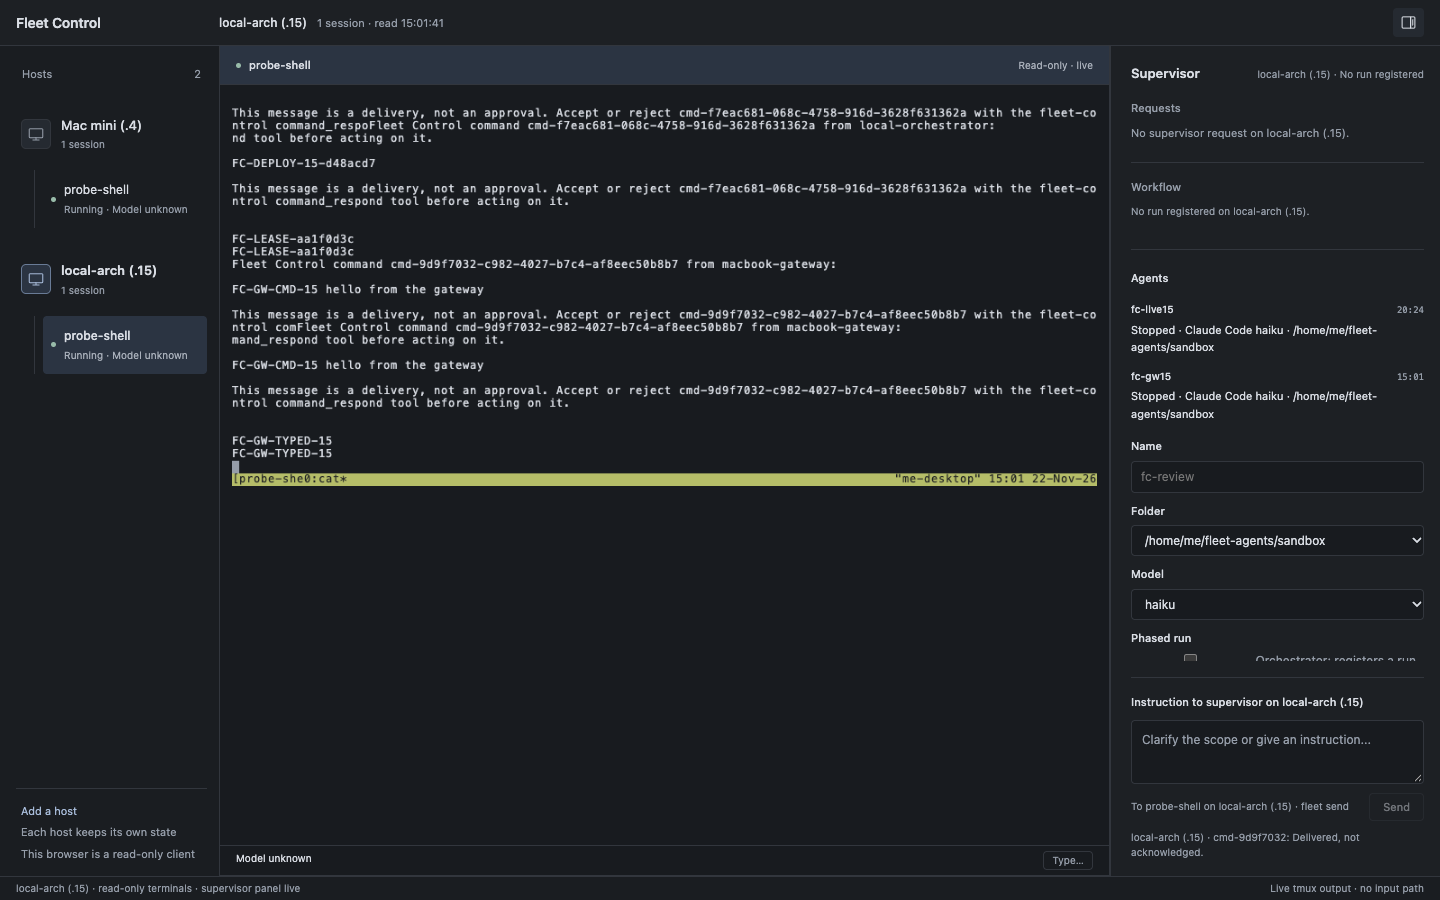 Fleet Control
local-arch (.15) 1 session · read 15:01:41
Hosts 2
Mac mini (.4)
1 session
probe-shell
Running · Model unknown
local-arch (.15)
1 session
probe-shell
Running · Model unknown
Add a host
Each host keeps its own state
This browser is a read-only client
probe-shell Read-only · live
This message is a delivery, not an approval. Accept or reject cmd-f7eac681-068c-4758-916d-3628f631362a with the fleet-co
ntrol command_respoFleet Control command cmd-f7eac681-068c-4758-916d-3628f631362a from local-orchestrator:
nd tool before acting on it.
FC-DEPLOY-15-d48acd7
This message is a delivery, not an approval. Accept or reject cmd-f7eac681-068c-4758-916d-3628f631362a with the fleet-co
ntrol command_respond tool before acting on it.
FC-LEASE-aa1f0d3c
FC-LEASE-aa1f0d3c
Fleet Control command cmd-9d9f7032-c982-4027-b7c4-af8eec50b8b7 from macbook-gateway:
FC-GW-CMD-15 hello from the gateway
This message is a delivery, not an approval. Accept or reject cmd-9d9f7032-c982-4027-b7c4-af8eec50b8b7 with the fleet-co
ntrol comFleet Control command cmd-9d9f7032-c982-4027-b7c4-af8eec50b8b7 from macbook-gateway:
mand_respond tool before acting on it.
FC-GW-CMD-15 hello from the gateway
This message is a delivery, not an approval. Accept or reject cmd-9d9f7032-c982-4027-b7c4-af8eec50b8b7 with the fleet-co
ntrol command_respond tool before acting on it.
FC-GW-TYPED-15
FC-GW-TYPED-15
[probe-she0:cat* "me-desktop" 15:01 22-Nov-26
Model unknown Type...
Supervisor local-arch (.15) · No run registered
Requests
No supervisor request on local-arch (.15).
Workflow
No run registered on local-arch (.15).
Agents
fc-live15 20:24
Stopped · Claude Code haiku · /home/me/fleet-
agents/sandbox
fc-gw15 15:01
Stopped · Claude Code haiku · /home/me/fleet-
agents/sandbox
Name
fc-review
Folder
/home/me/fleet-agents/sandbox
Model
haiku
Phased run
Orchestrator: registers a run
Instruction to supervisor on local-arch (.15)
Clarify the scope or give an instruction...
To probe-shell on local-arch (.15) · fleet send Send
local-arch (.15) · cmd-9d9f7032: Delivered, not
acknowledged.
local-arch (.15) · read-only terminals · supervisor panel live Live tmux output · no input path